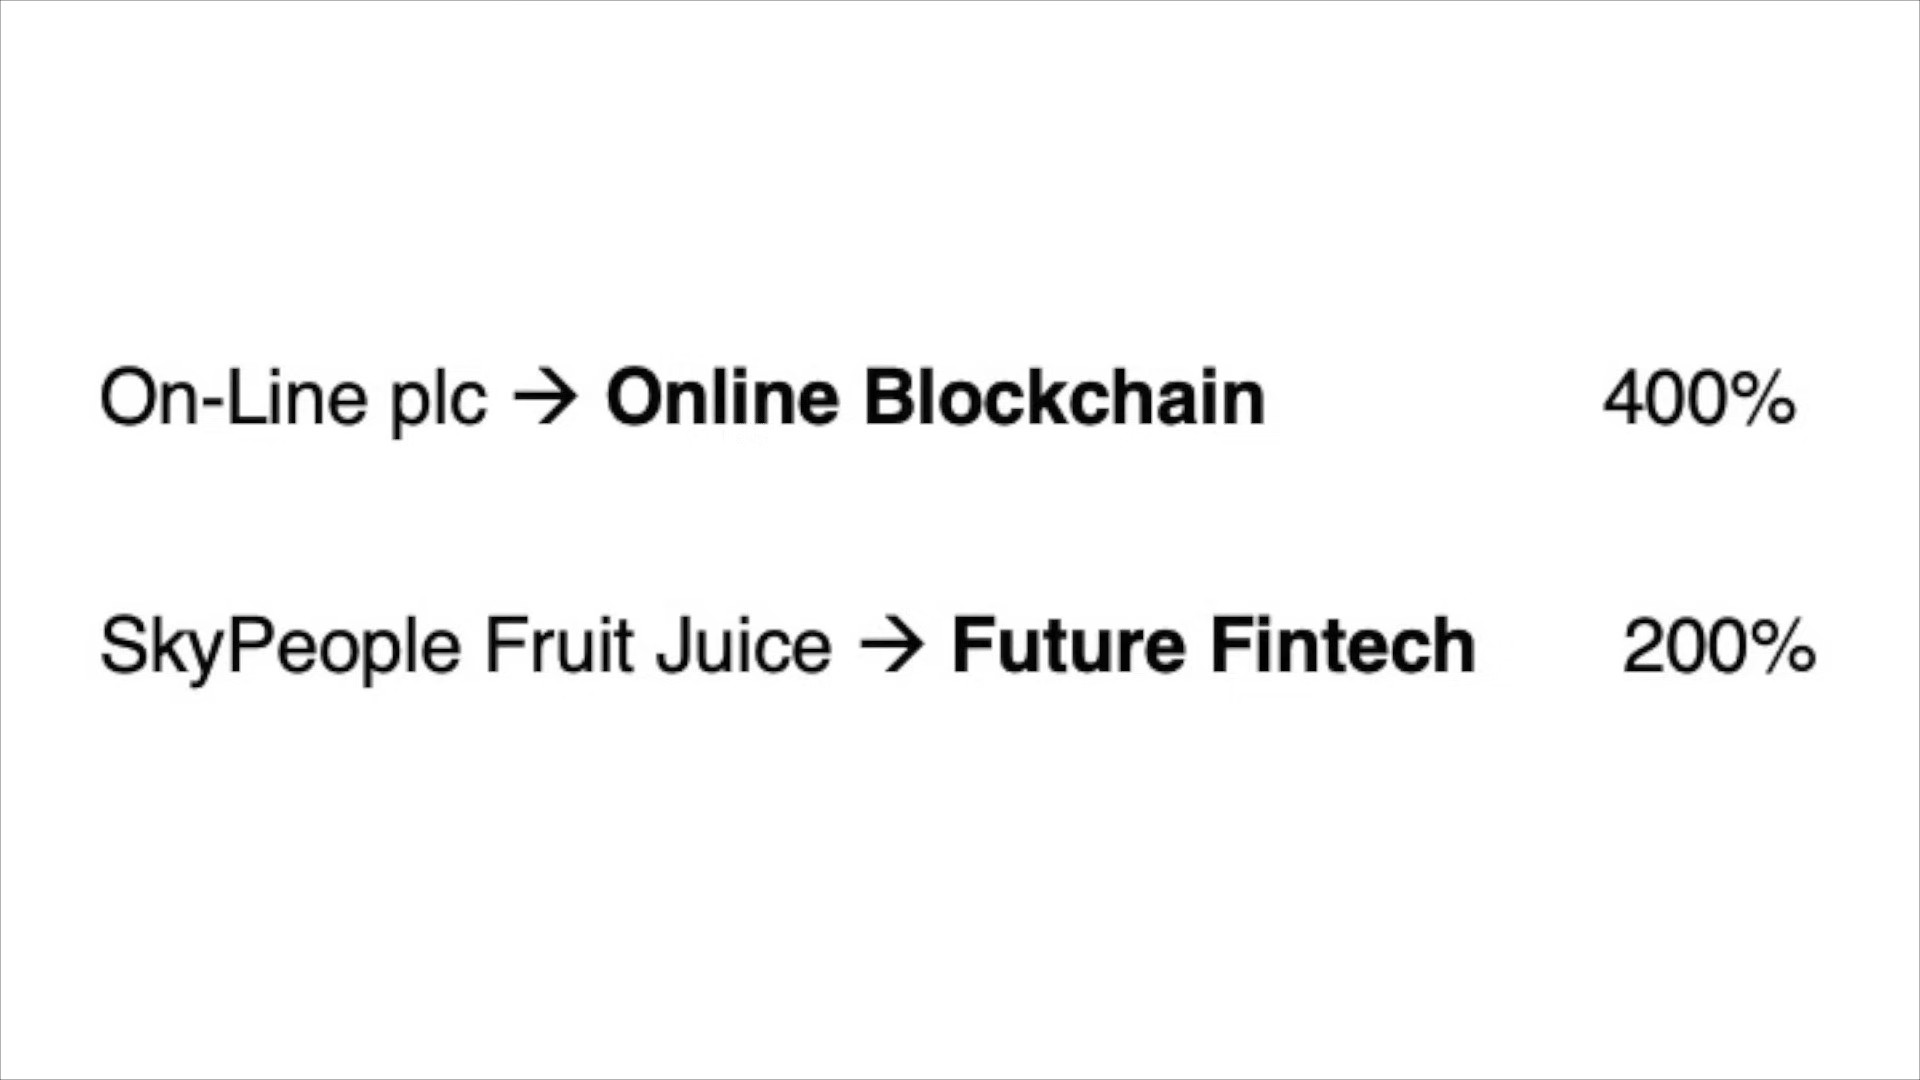 On-Line plc → Online Blockchain 400%
SkyPeople Fruit Juice → Future Fintech 200%